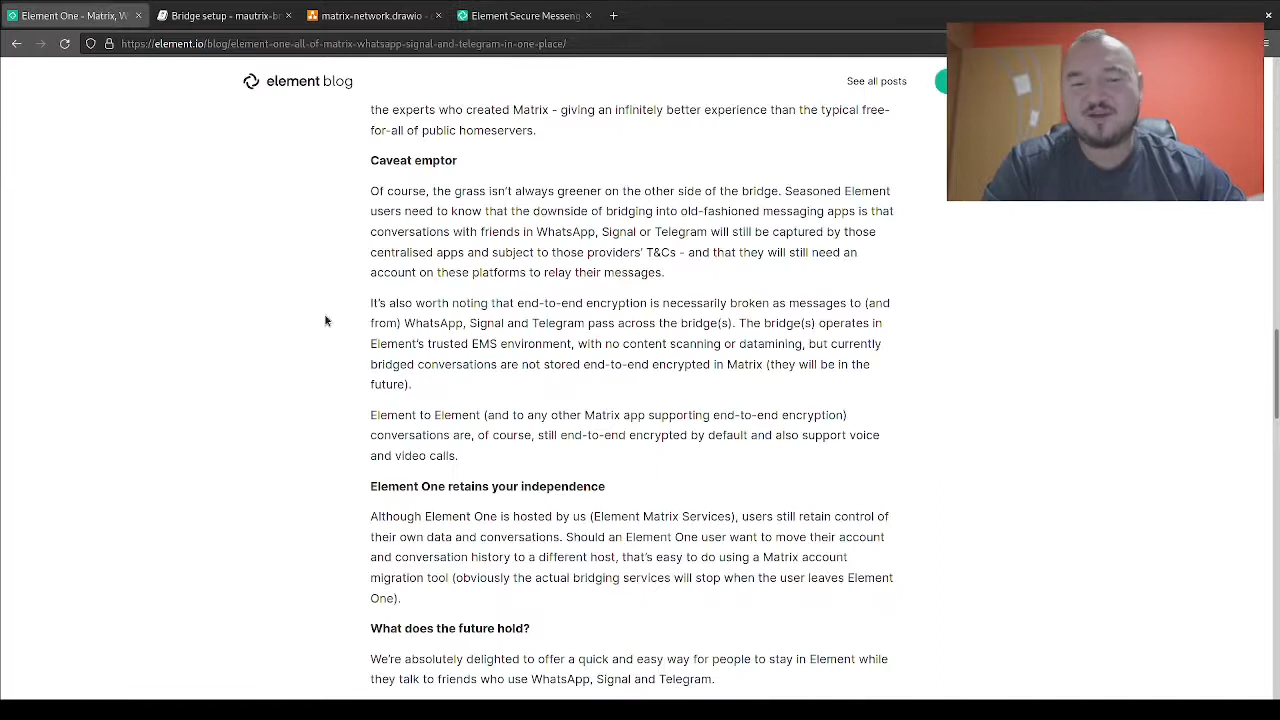 Element One - Matrix, W
Bridge setup - mautrix-br
matrix-network.drawio -
Element Secure Messeng
https://element.io/blog/element-one-all-of-matrix-whatsapp-signal-and-telegram-in-one-place/
element blog
See all posts
the experts who created Matrix - giving an infinitely better experience than the typical free-
for-all of public homeservers.
Caveat emptor
Of course, the grass isn't always greener on the other side of the bridge. Seasoned Element
users need to know that the downside of bridging into old-fashioned messaging apps is that
conversations with friends in WhatsApp, Signal or Telegram will still be captured by those
centralised apps and subject to those providers' T&Cs - and that they will still need an
account on these platforms to relay their messages.
It's also worth noting that end-to-end encryption is necessarily broken as messages to (and
from) WhatsApp, Signal and Telegram pass across the bridge(s). The bridge(s) operates in
Element's trusted EMS environment, with no content scanning or datamining, but currently
bridged conversations are not stored end-to-end encrypted in Matrix (they will be in the
future).
Element to Element (and to any other Matrix app supporting end-to-end encryption)
conversations are, of course, still end-to-end encrypted by default and also support voice
and video calls.
Element One retains your independence
Although Element One is hosted by us (Element Matrix Services), users still retain control of
their own data and conversations. Should an Element One user want to move their account
and conversation history to a different host, that's easy to do using a Matrix account
migration tool (obviously the actual bridging services will stop when the user leaves Element
One).
What does the future hold?
We're absolutely delighted to offer a quick and easy way for people to stay in Element while
they talk to friends who use WhatsApp, Signal and Telegram.